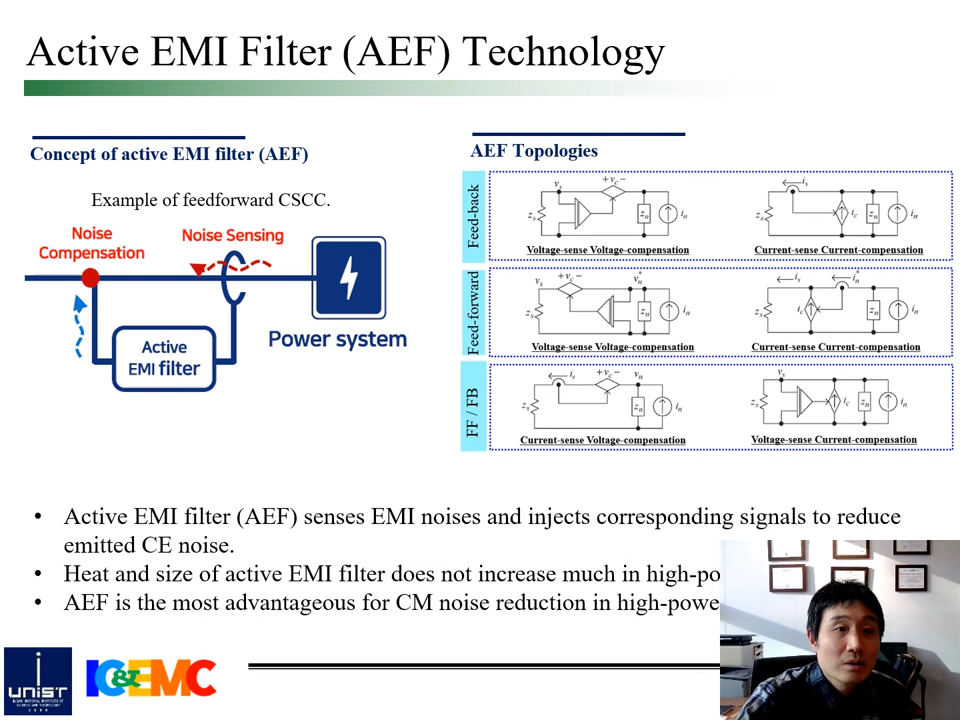 Active EMI Filter (AEF) Technology
Concept of active EMI filter (AEF)
Example of feedforward CSCC.
Noise
Compensation
Noise Sensing
Active
EMI filter
Power system
AEF Topologies
Feed-back
Voltage-sense Voltage-compensation
Current-sense Current-compensation
Feed-forward
Voltage-sense Voltage-compensation
Current-sense Current-compensation
FF / FB
Current-sense Voltage-compensation
Voltage-sense Current-compensation
• Active EMI filter (AEF) senses EMI noises and injects corresponding signals to reduce
emitted CE noise.
• Heat and size of active EMI filter does not increase much in high-po
• AEF is the most advantageous for CM noise reduction in high-powe
UNIST
IC&EMC